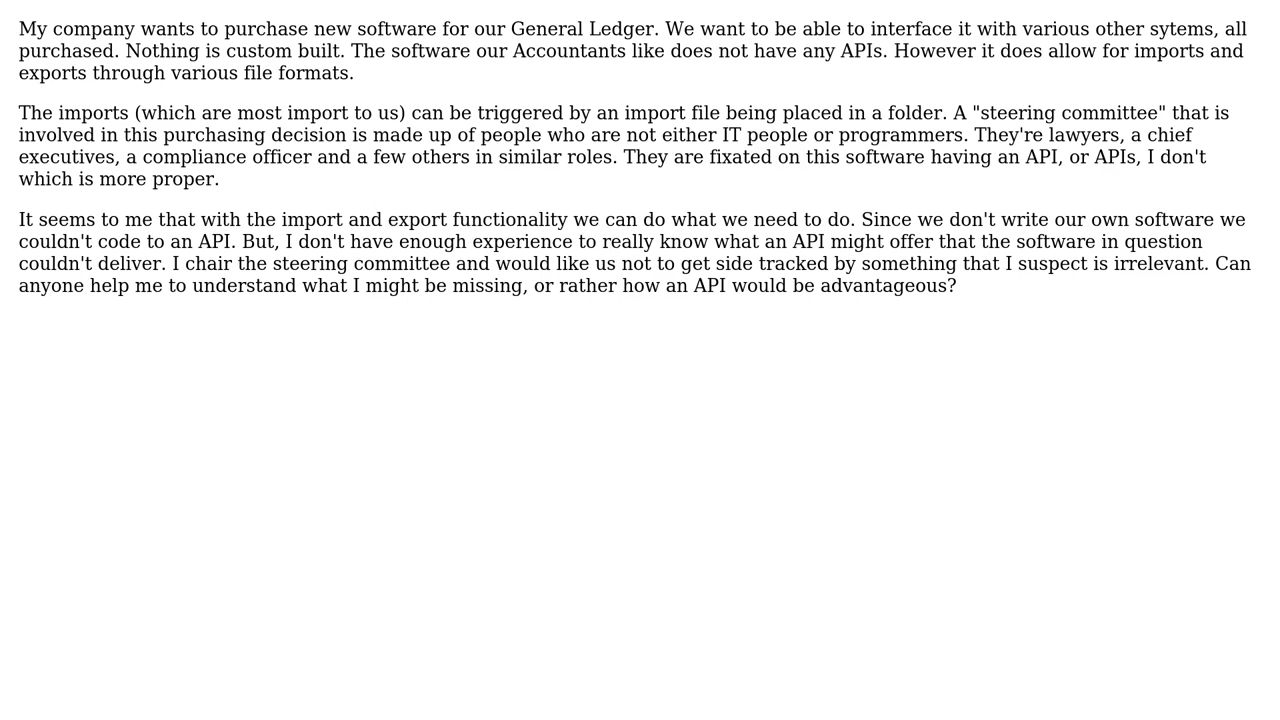 My company wants to purchase new software for our General Ledger. We want to be able to interface it with various other sytems, all
purchased. Nothing is custom built. The software our Accountants like does not have any APIs. However it does allow for imports and
exports through various file formats.
The imports (which are most import to us) can be triggered by an import file being placed in a folder. A "steering committee" that is
involved in this purchasing decision is made up of people who are not either IT people or programmers. They're lawyers, a chief
executives, a compliance officer and a few others in similar roles. They are fixated on this software having an API, or APIs, I don't
which is more proper.
It seems to me that with the import and export functionality we can do what we need to do. Since we don't write our own software we
couldn't code to an API. But, I don't have enough experience to really know what an API might offer that the software in question
couldn't deliver. I chair the steering committee and would like us not to get side tracked by something that I suspect is irrelevant. Can
anyone help me to understand what I might be missing, or rather how an API would be advantageous?